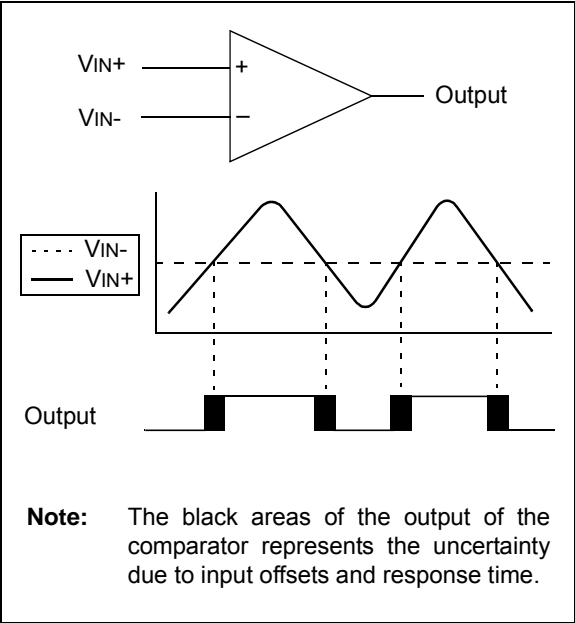 VIN+
+
Output
VIN-
–
VIN-
VIN+
Output
Note: The black areas of the output of the
comparator represents the uncertainty
due to input offsets and response time.